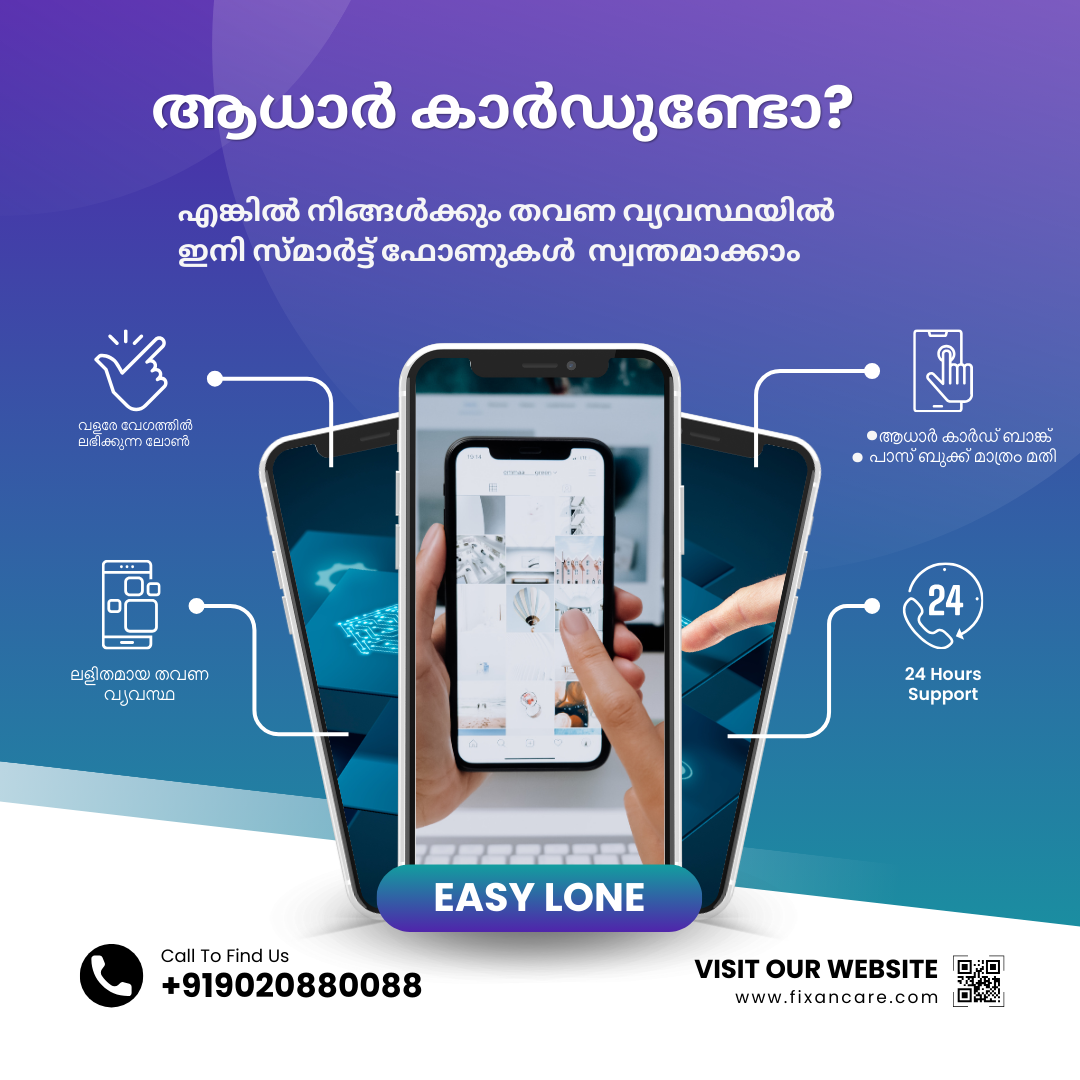 ആധാർ കാർഡുണ്ടോ?
എങ്കിൽ നിങ്ങൾക്കും തവണ വ്യവസ്ഥയിൽ
ഇനി സ്മാർട്ട് ഫോണുകൾ സ്വന്തമാക്കാം
വളരേ വേഗത്തിൽ
ലഭിക്കുന്ന ലോൺ
●ആധാർ കാർഡ് ബാങ്ക്
● പാസ് ബുക്ക് മാത്രം മതി
ലളിതമായ തവണ
വ്യവസ്ഥ
24
24 Hours
Support
10:14
EASY LONE
Call To Find Us
+919020880088
VISIT OUR WEBSITE
www.fixancare.com